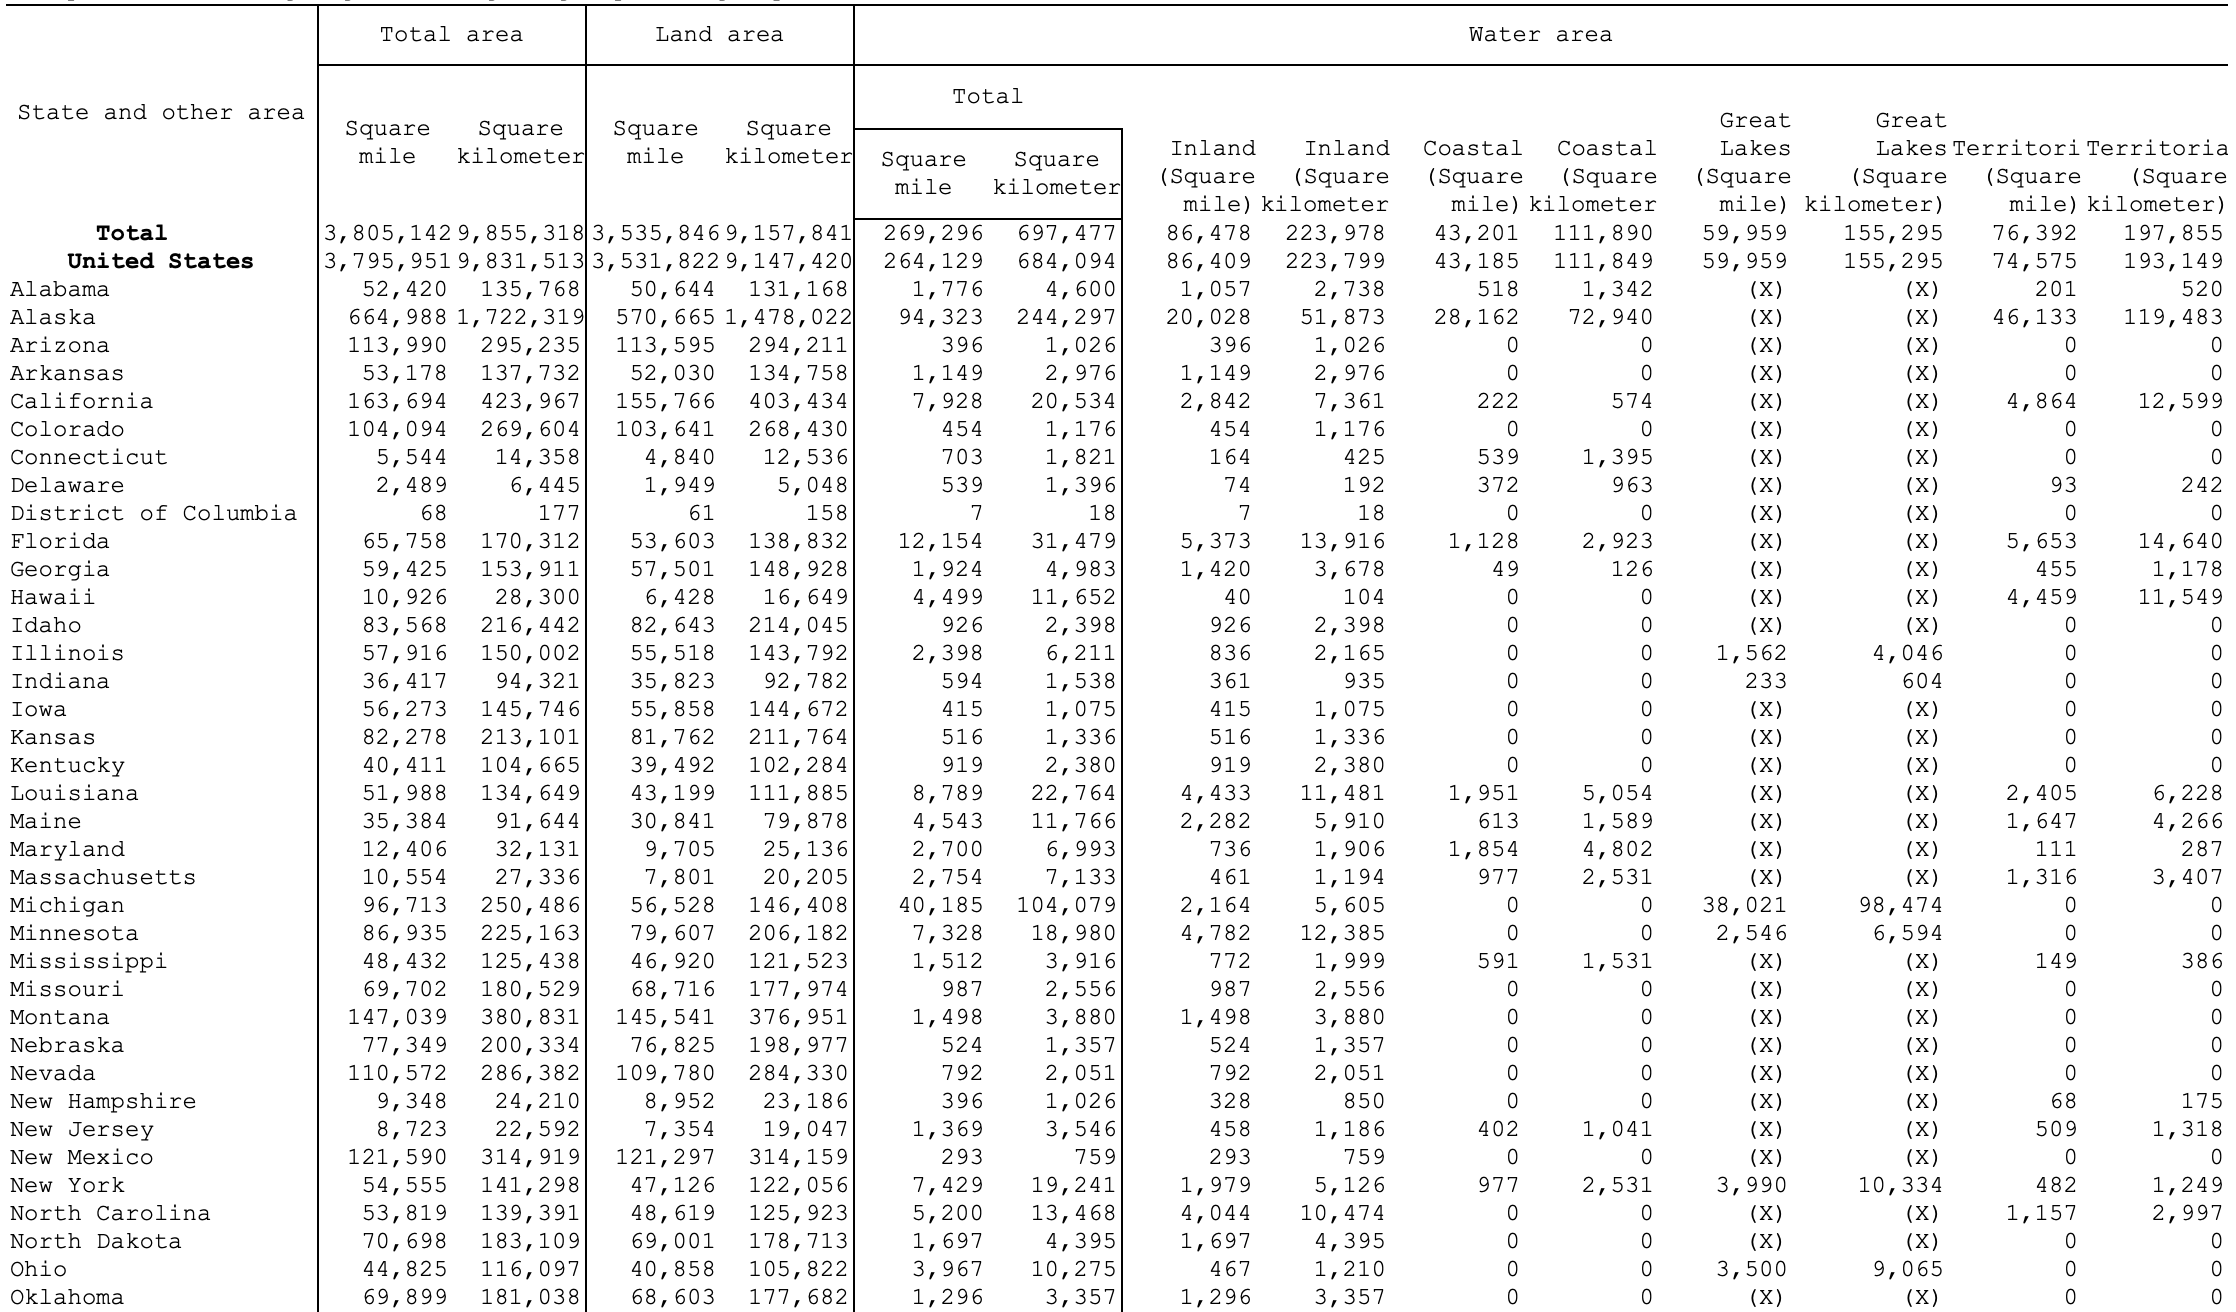 Total area Land area Water area
Total
State and other area
Square Square Square Square Great Great
mile kilometer mile kilometer Square Square Inland Inland Coastal Coastal Lakes Lakes Territori Territoria
mile kilometer (Square (Square (Square (Square (Square (Square (Square (Square
mile) kilometer mile) kilometer mile) kilometer) mile) kilometer)
Total 3,805,142 9,855,318 3,535,846 9,157,841 269,296 697,477 86,478 223,978 43,201 111,890 59,959 155,295 76,392 197,855
United States 3,795,951 9,831,513 3,531,822 9,147,420 264,129 684,094 86,409 223,799 43,185 111,849 59,959 155,295 74,575 193,149
Alabama 52,420 135,768 50,644 131,168 1,776 4,600 1,057 2,738 518 1,342 (X) (X) 201 520
Alaska 664,988 1,722,319 570,665 1,478,022 94,323 244,297 20,028 51,873 28,162 72,940 (X) (X) 46,133 119,483
Arizona 113,990 295,235 113,595 294,211 396 1,026 396 1,026 0 0 (X) (X) 0 0
Arkansas 53,178 137,732 52,030 134,758 1,149 2,976 1,149 2,976 0 0 (X) (X) 0 0
California 163,694 423,967 155,766 403,434 7,928 20,534 2,842 7,361 222 574 (X) (X) 4,864 12,599
Colorado 104,094 269,604 103,641 268,430 454 1,176 454 1,176 0 0 (X) (X) 0 0
Connecticut 5,544 14,358 4,840 12,536 703 1,821 164 425 539 1,395 (X) (X) 0 0
Delaware 2,489 6,445 1,949 5,048 539 1,396 74 192 372 963 (X) (X) 93 242
District of Columbia 68 177 61 158 7 18 7 18 0 0 (X) (X) 0 0
Florida 65,758 170,312 53,603 138,832 12,154 31,479 5,373 13,916 1,128 2,923 (X) (X) 5,653 14,640
Georgia 59,425 153,911 57,501 148,928 1,924 4,983 1,420 3,678 49 126 (X) (X) 455 1,178
Hawaii 10,926 28,300 6,428 16,649 4,499 11,652 40 104 0 0 (X) (X) 4,459 11,549
Idaho 83,568 216,442 82,643 214,045 926 2,398 926 2,398 0 0 (X) (X) 0 0
Illinois 57,916 150,002 55,518 143,792 2,398 6,211 836 2,165 0 0 1,562 4,046 0 0
Indiana 36,417 94,321 35,823 92,782 594 1,538 361 935 0 0 233 604 0 0
Iowa 56,273 145,746 55,858 144,672 415 1,075 415 1,075 0 0 (X) (X) 0 0
Kansas 82,278 213,101 81,762 211,764 516 1,336 516 1,336 0 0 (X) (X) 0 0
Kentucky 40,411 104,665 39,492 102,284 919 2,380 919 2,380 0 0 (X) (X) 0 0
Louisiana 51,988 134,649 43,199 111,885 8,789 22,764 4,433 11,481 1,951 5,054 (X) (X) 2,405 6,228
Maine 35,384 91,644 30,841 79,878 4,543 11,766 2,282 5,910 613 1,589 (X) (X) 1,647 4,266
Maryland 12,406 32,131 9,705 25,136 2,700 6,993 736 1,906 1,854 4,802 (X) (X) 111 287
Massachusetts 10,554 27,336 7,801 20,205 2,754 7,133 461 1,194 977 2,531 (X) (X) 1,316 3,407
Michigan 96,713 250,486 56,528 146,408 40,185 104,079 2,164 5,605 0 0 38,021 98,474 0 0
Minnesota 86,935 225,163 79,607 206,182 7,328 18,980 4,782 12,385 0 0 2,546 6,594 0 0
Mississippi 48,432 125,438 46,920 121,523 1,512 3,916 772 1,999 591 1,531 (X) (X) 149 386
Missouri 69,702 180,529 68,716 177,974 987 2,556 987 2,556 0 0 (X) (X) 0 0
Montana 147,039 380,831 145,541 376,951 1,498 3,880 1,498 3,880 0 0 (X) (X) 0 0
Nebraska 77,349 200,334 76,825 198,977 524 1,357 524 1,357 0 0 (X) (X) 0 0
Nevada 110,572 286,382 109,780 284,330 792 2,051 792 2,051 0 0 (X) (X) 0 0
New Hampshire 9,348 24,210 8,952 23,186 396 1,026 328 850 0 0 (X) (X) 68 175
New Jersey 8,723 22,592 7,354 19,047 1,369 3,546 458 1,186 402 1,041 (X) (X) 509 1,318
New Mexico 121,590 314,919 121,297 314,159 293 759 293 759 0 0 (X) (X) 0 0
New York 54,555 141,298 47,126 122,056 7,429 19,241 1,979 5,126 977 2,531 3,990 10,334 482 1,249
North Carolina 53,819 139,391 48,619 125,923 5,200 13,468 4,044 10,474 0 0 (X) (X) 1,157 2,997
North Dakota 70,698 183,109 69,001 178,713 1,697 4,395 1,697 4,395 0 0 (X) (X) 0 0
Ohio 44,825 116,097 40,858 105,822 3,967 10,275 467 1,210 0 0 3,500 9,065 0 0
Oklahoma 69,899 181,038 68,603 177,682 1,296 3,357 1,296 3,357 0 0 (X) (X) 0 0